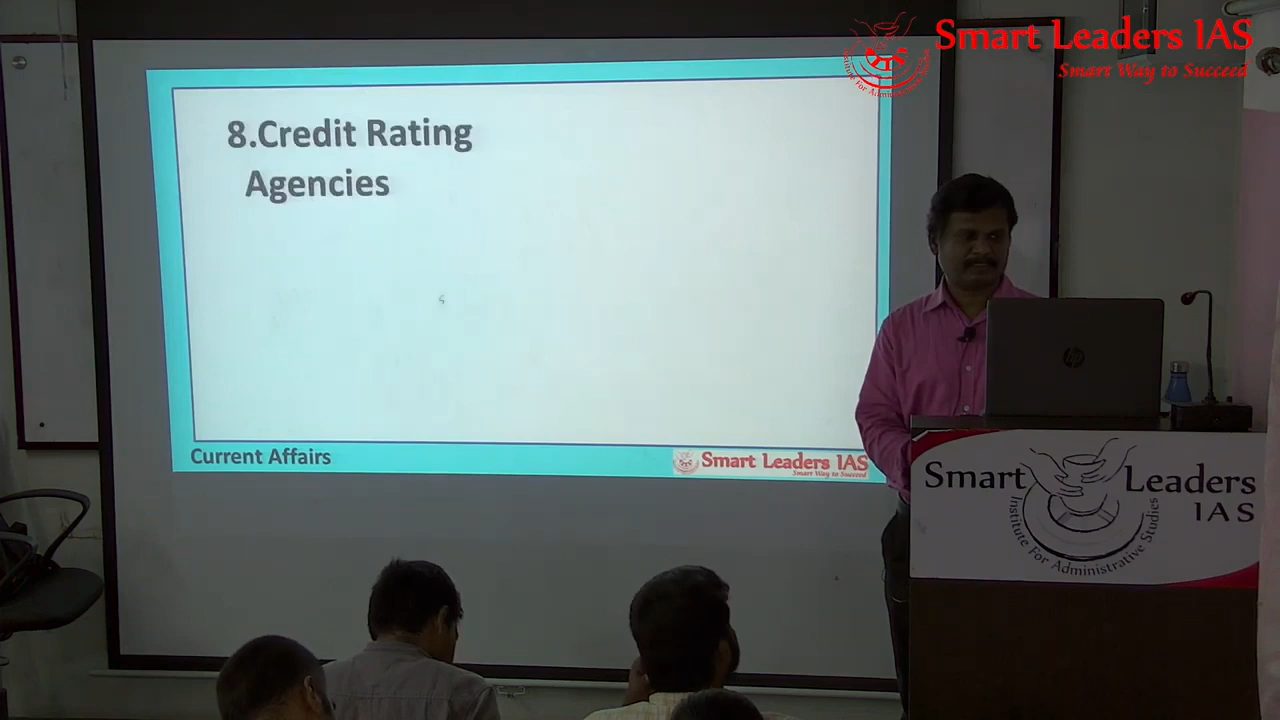 Smart Leaders IAS
Smart Way to Succeed
8.Credit Rating
Agencies
Current Affairs
Smart Leaders IAS
Smart Way to Succeed
hp
Smart Leaders
IAS
Institute For Administrative Studies